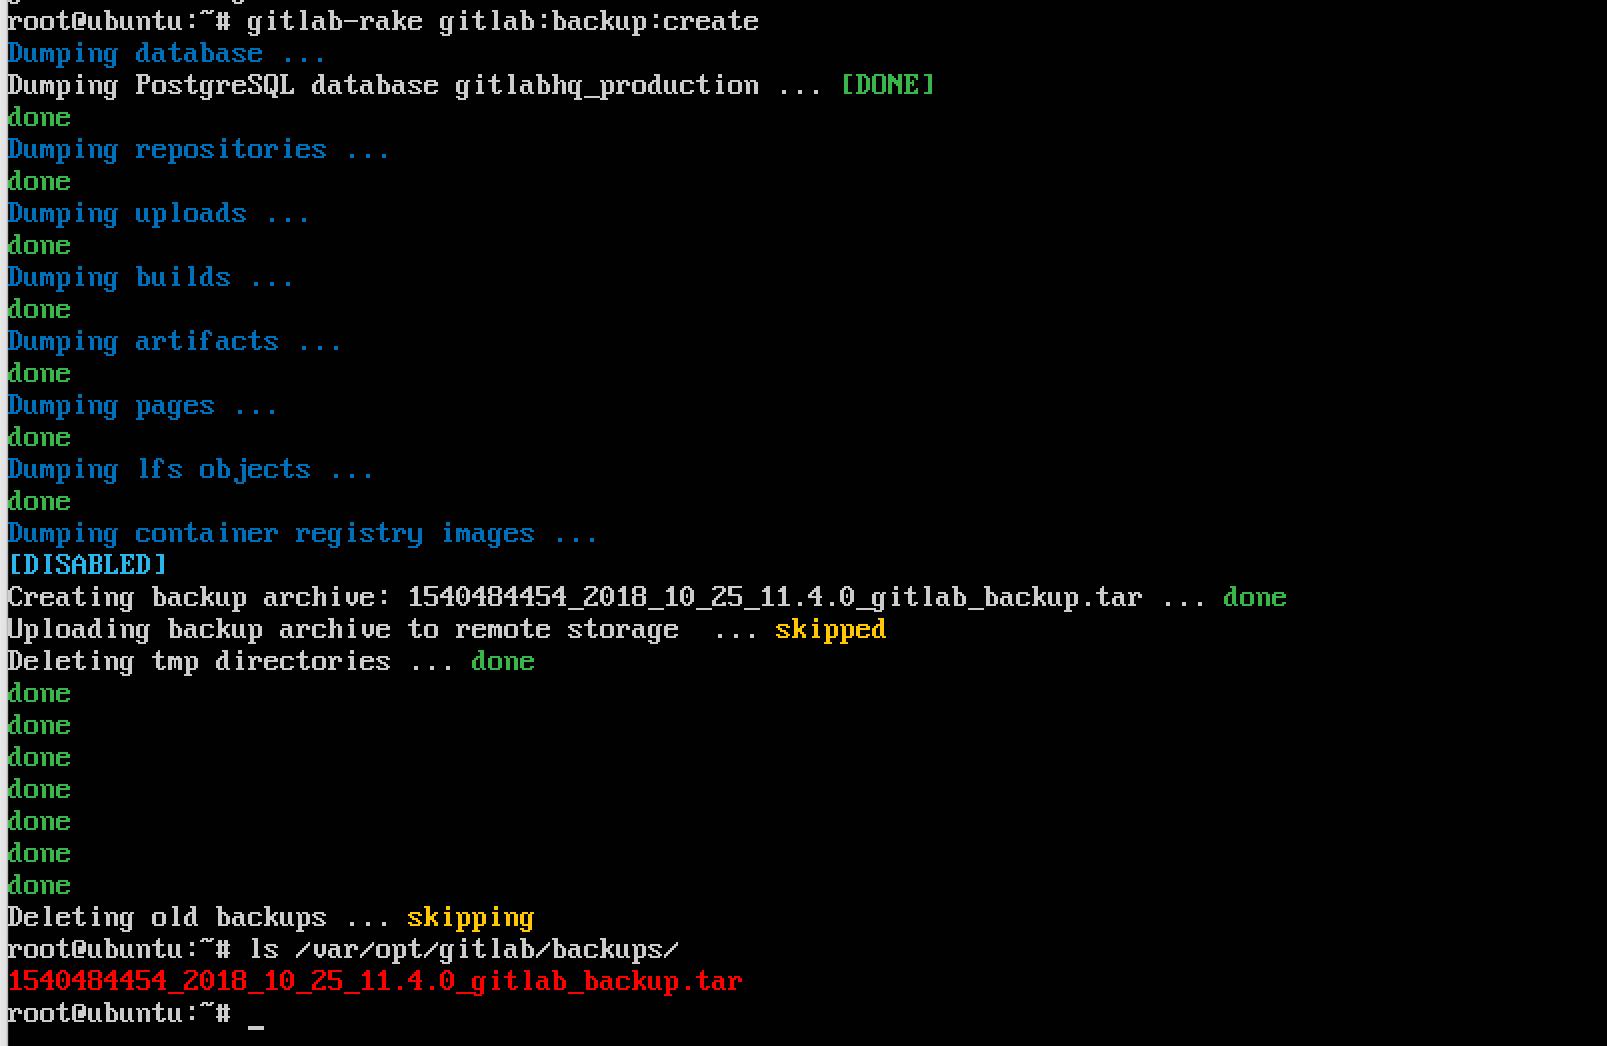 root@ubuntu:~# gitlab-rake gitlab:backup:create
Dumping database ...
Dumping PostgreSQL database gitlabhq_production ... [DONE]
done
Dumping repositories ...
done
Dumping uploads ...
done
Dumping builds ...
done
Dumping artifacts ...
done
Dumping pages ...
done
Dumping lfs objects ...
done
Dumping container registry images ...
[DISABLED]
Creating backup archive: 1540484454_2018_10_25_11.4.0_gitlab_backup.tar ... done
Uploading backup archive to remote storage  ... skipped
Deleting tmp directories ... done
done
done
done
done
done
done
done
Deleting old backups ... skipping
root@ubuntu:~# ls /var/opt/gitlab/backups/
1540484454_2018_10_25_11.4.0_gitlab_backup.tar
root@ubuntu:~# _